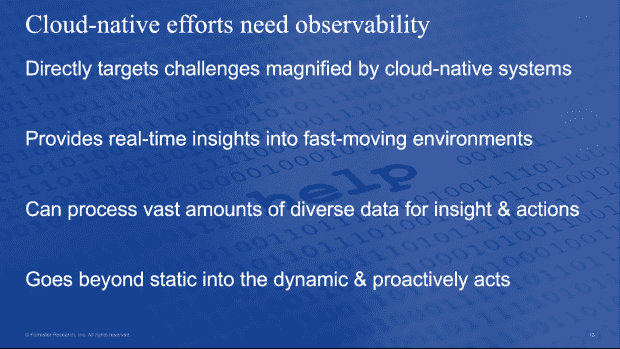 Cloud-native efforts need observability
Directly targets challenges magnified by cloud-native systems
Provides real-time insights into fast-moving environments
help
Can process vast amounts of diverse data for insight & actions
Goes beyond static into the dynamic & proactively acts
© Forrester Research, Inc. All rights reserved.